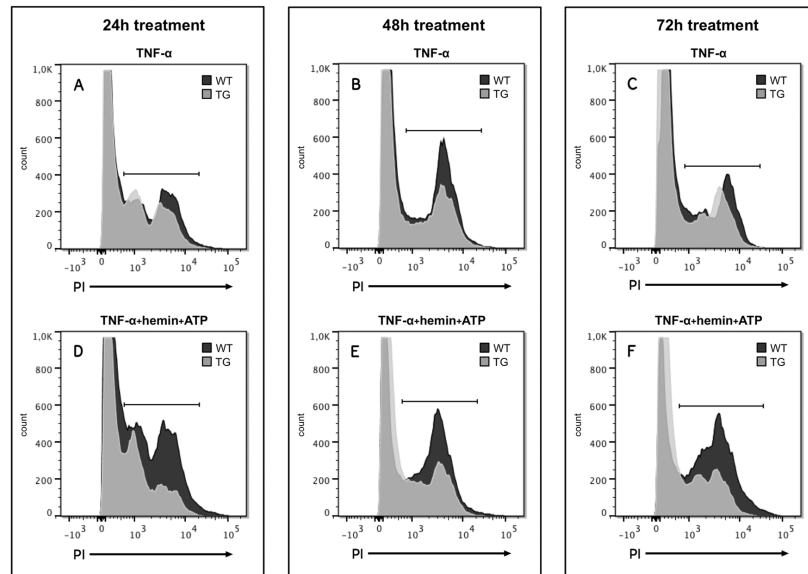 24h treatment
TNF-α
A
WT
TG
1,0K
800
600
400
200
0
count
-10³ 0 10³ 10⁴ 10⁵
PI
48h treatment
TNF-α
B
WT
TG
1,0K
800
600
400
200
0
count
-10³ 0 10³ 10⁴ 10⁵
PI
72h treatment
TNF-α
C
WT
TG
1,0K
800
600
400
200
0
count
-10³ 0 10³ 10⁴ 10⁵
PI
TNF-α+hemin+ATP
D
WT
TG
1,0K
800
600
400
200
0
count
-10³ 0 10³ 10⁴ 10⁵
PI
TNF-α+hemin+ATP
E
WT
TG
1,0K
800
600
400
200
0
count
-10³ 0 10³ 10⁴ 10⁵
PI
TNF-α+hemin+ATP
F
WT
TG
1,0K
800
600
400
200
0
count
-10³ 0 10³ 10⁴ 10⁵
PI